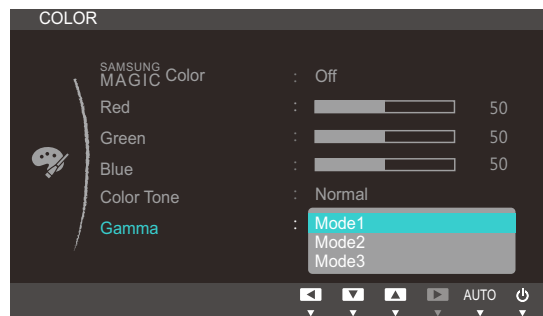 COLOR
SAMSUNG MAGIC Color : Off
Red : 50
Green : 50
Blue : 50
Color Tone : Normal
Gamma : Mode1
Mode2
Mode3
AUTO